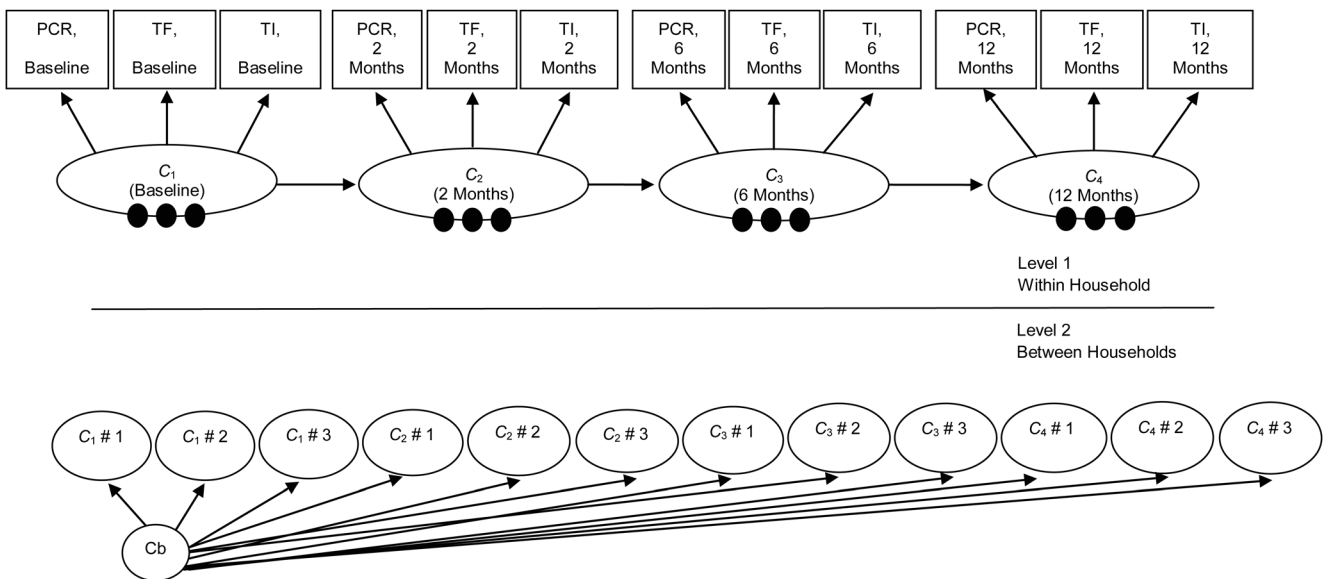 PCR,
Baseline
TF,
Baseline
TI,
Baseline
PCR,
2
Months
TF,
2
Months
TI,
2
Months
PCR,
6
Months
TF,
6
Months
TI,
6
Months
PCR,
12
Months
TF,
12
Months
TI,
12
Months
C1
(Baseline)
C2
(2 Months)
C3
(6 Months)
C4
(12 Months)
Level 1
Within Household
Level 2
Between Households
C1 # 1
C1 # 2
C1 # 3
C2 # 1
C2 # 2
C2 # 3
C3 # 1
C3 # 2
C3 # 3
C4 # 1
C4 # 2
C4 # 3
Cb